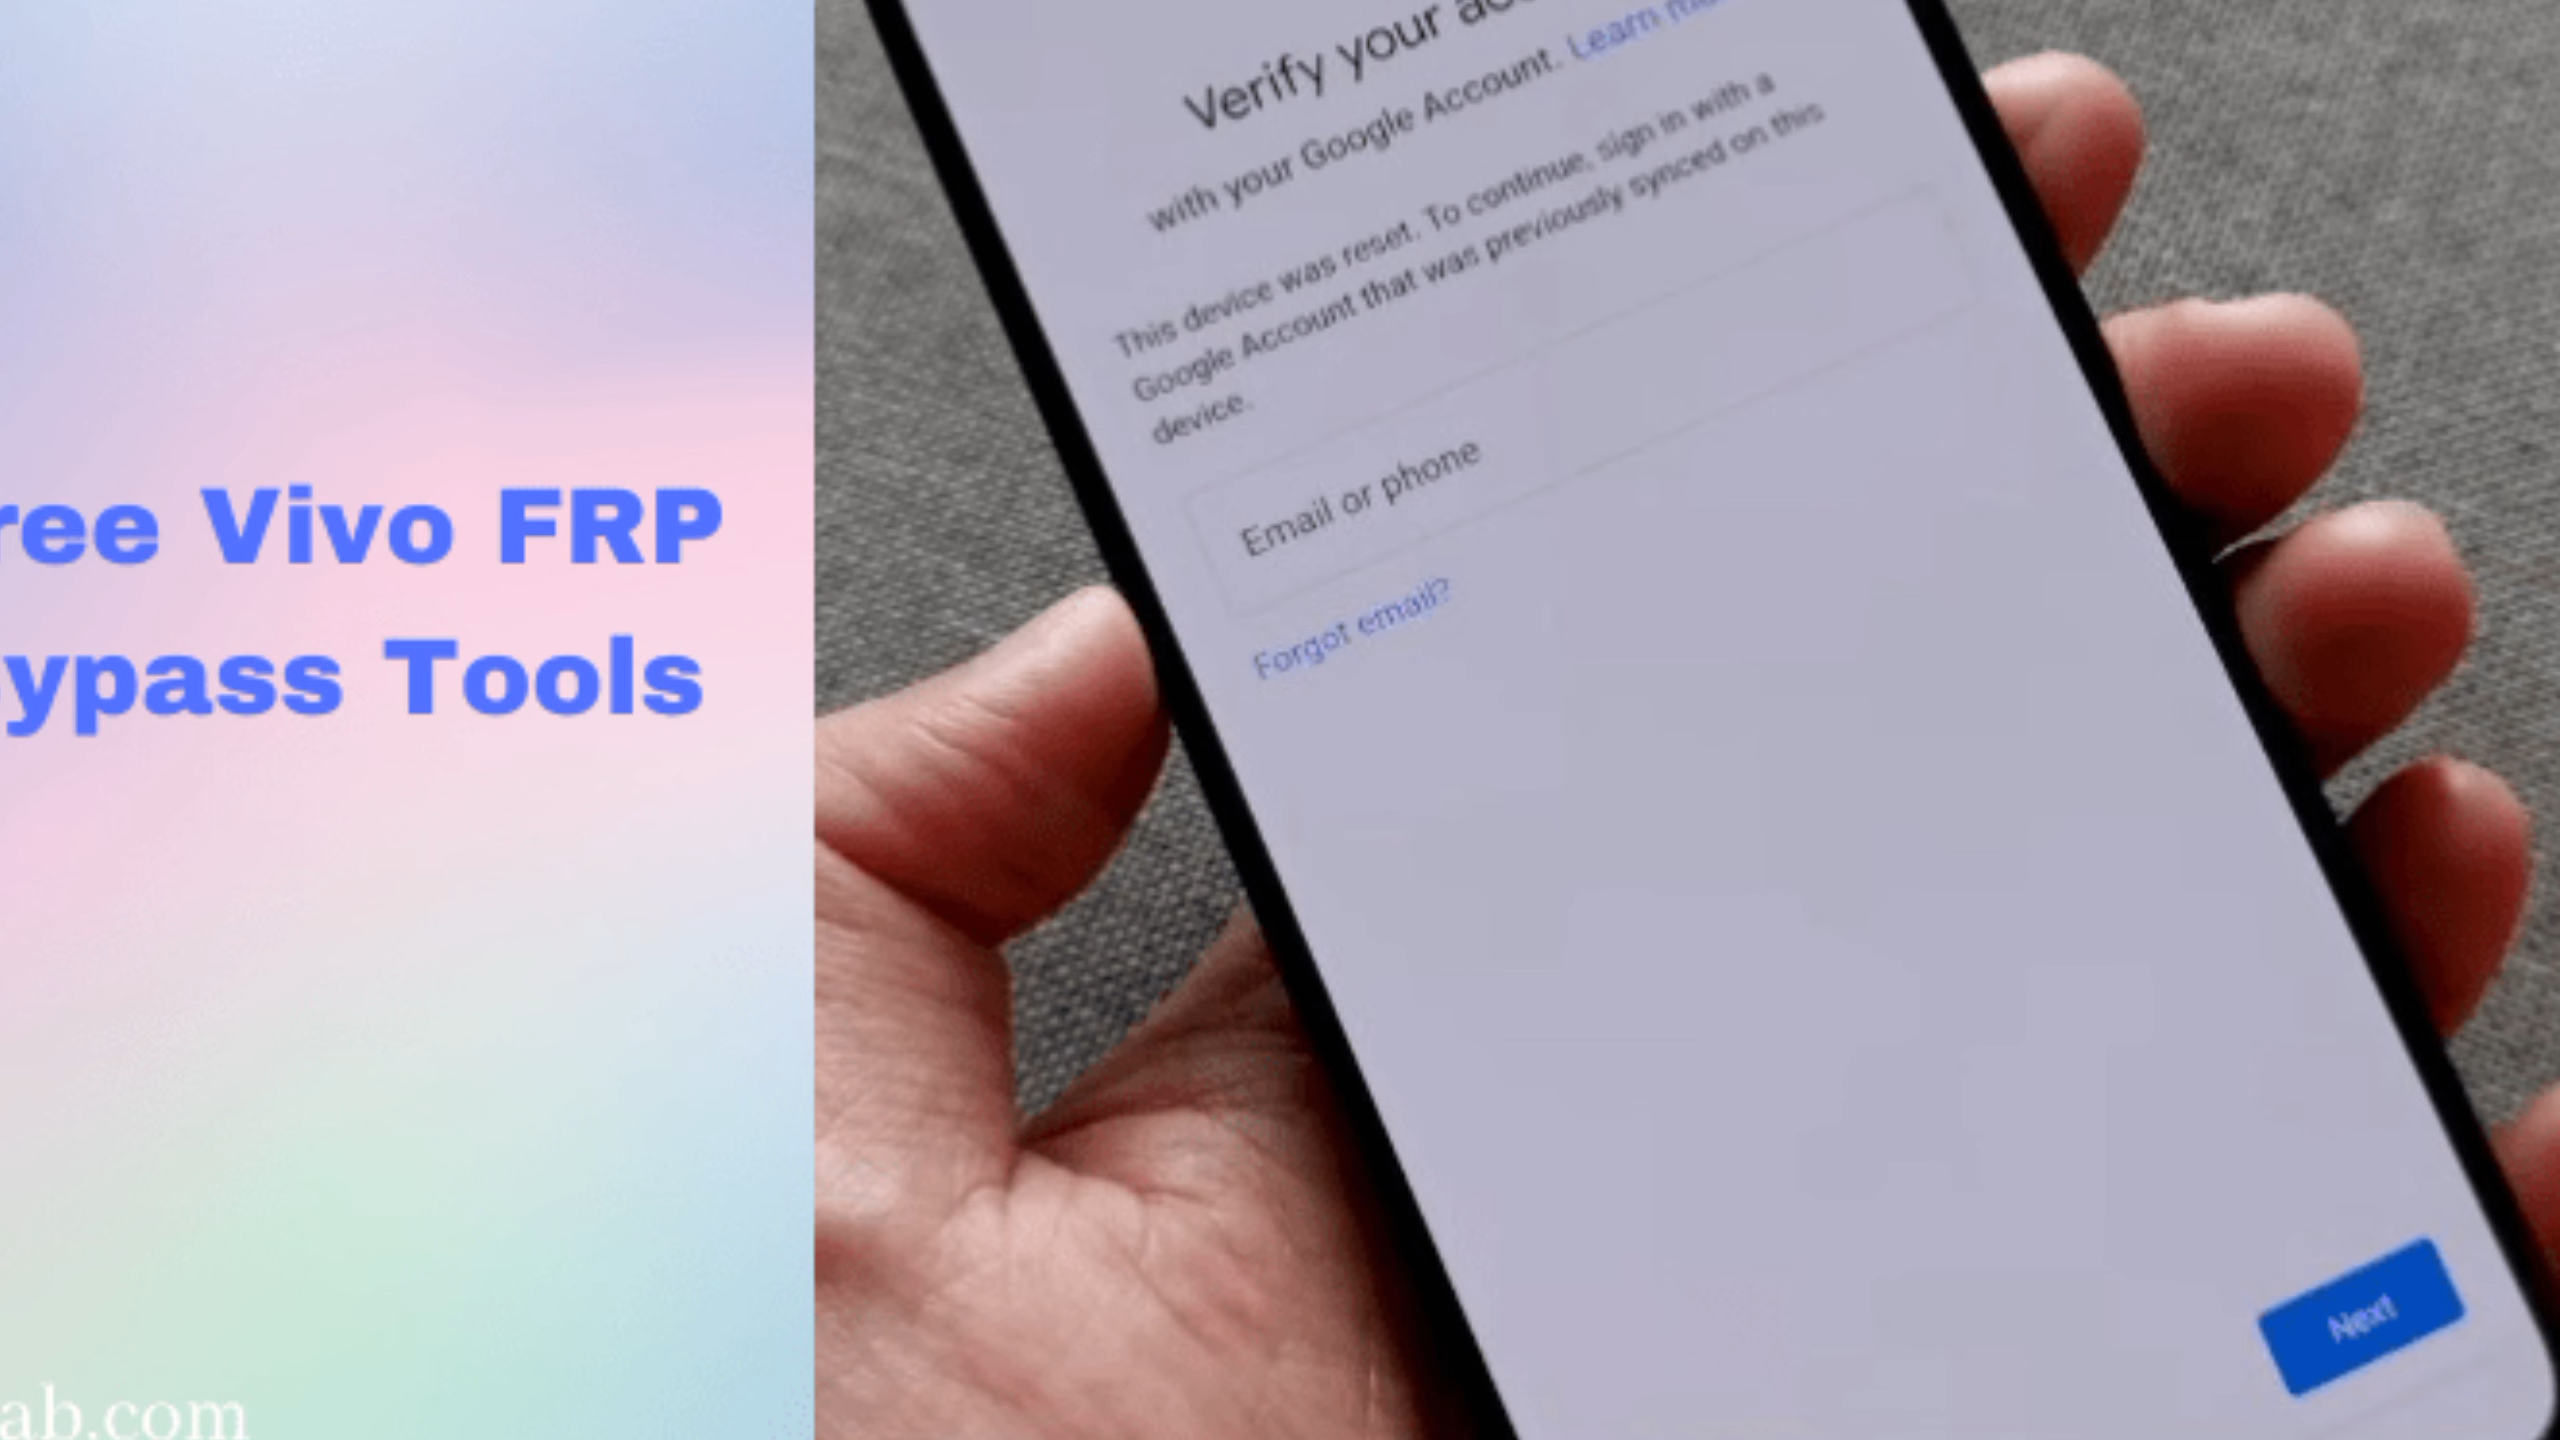 ree Vivo FRP
ypass Tools
ab.com
Verify your
with your Google Account. Learn
This device was reset. To continue, sign in with a
Google Account that was previously synced on this
device.
Email or phone
Forgot email?
Next